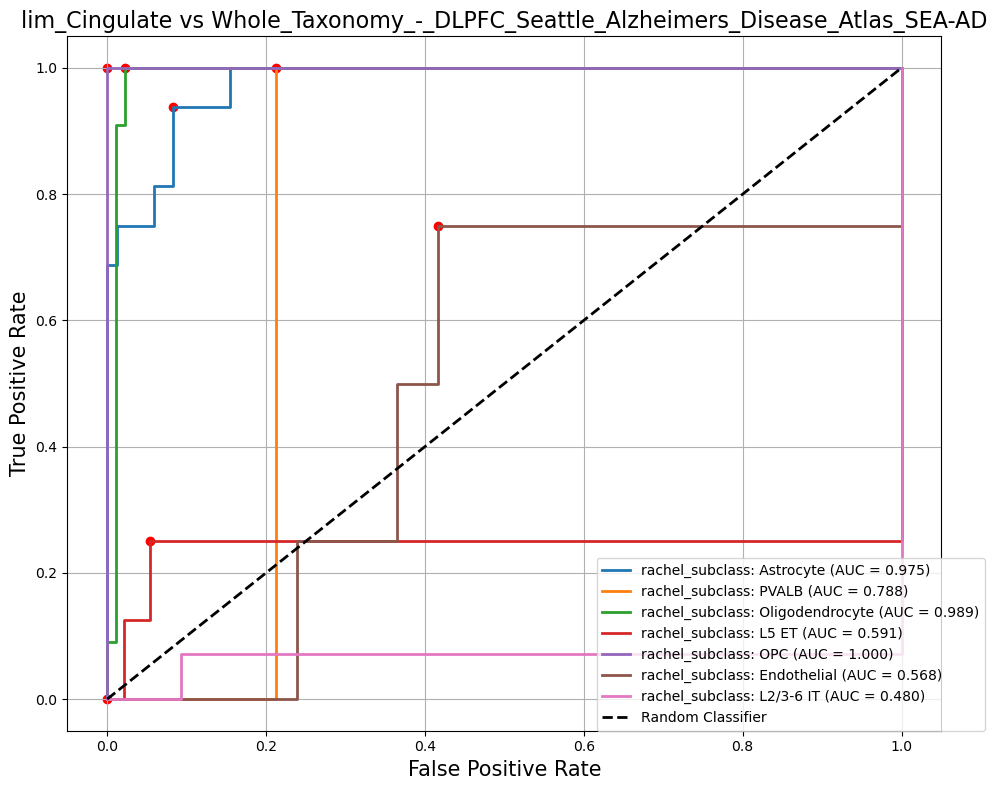 lim_Cingulate vs Whole_Taxonomy_-_DLPFC_Seattle_Alzheimers_Disease_Atlas_SEA-AD
True Positive Rate
1.0
0.8
0.6
0.4
0.2
0.0
0.0
0.2
0.4
0.6
0.8
1.0
False Positive Rate
rachel_subclass: Astrocyte (AUC = 0.975)
rachel_subclass: PVALB (AUC = 0.788)
rachel_subclass: Oligodendrocyte (AUC = 0.989)
rachel_subclass: L5 ET (AUC = 0.591)
rachel_subclass: OPC (AUC = 1.000)
rachel_subclass: Endothelial (AUC = 0.568)
rachel_subclass: L2/3-6 IT (AUC = 0.480)
Random Classifier